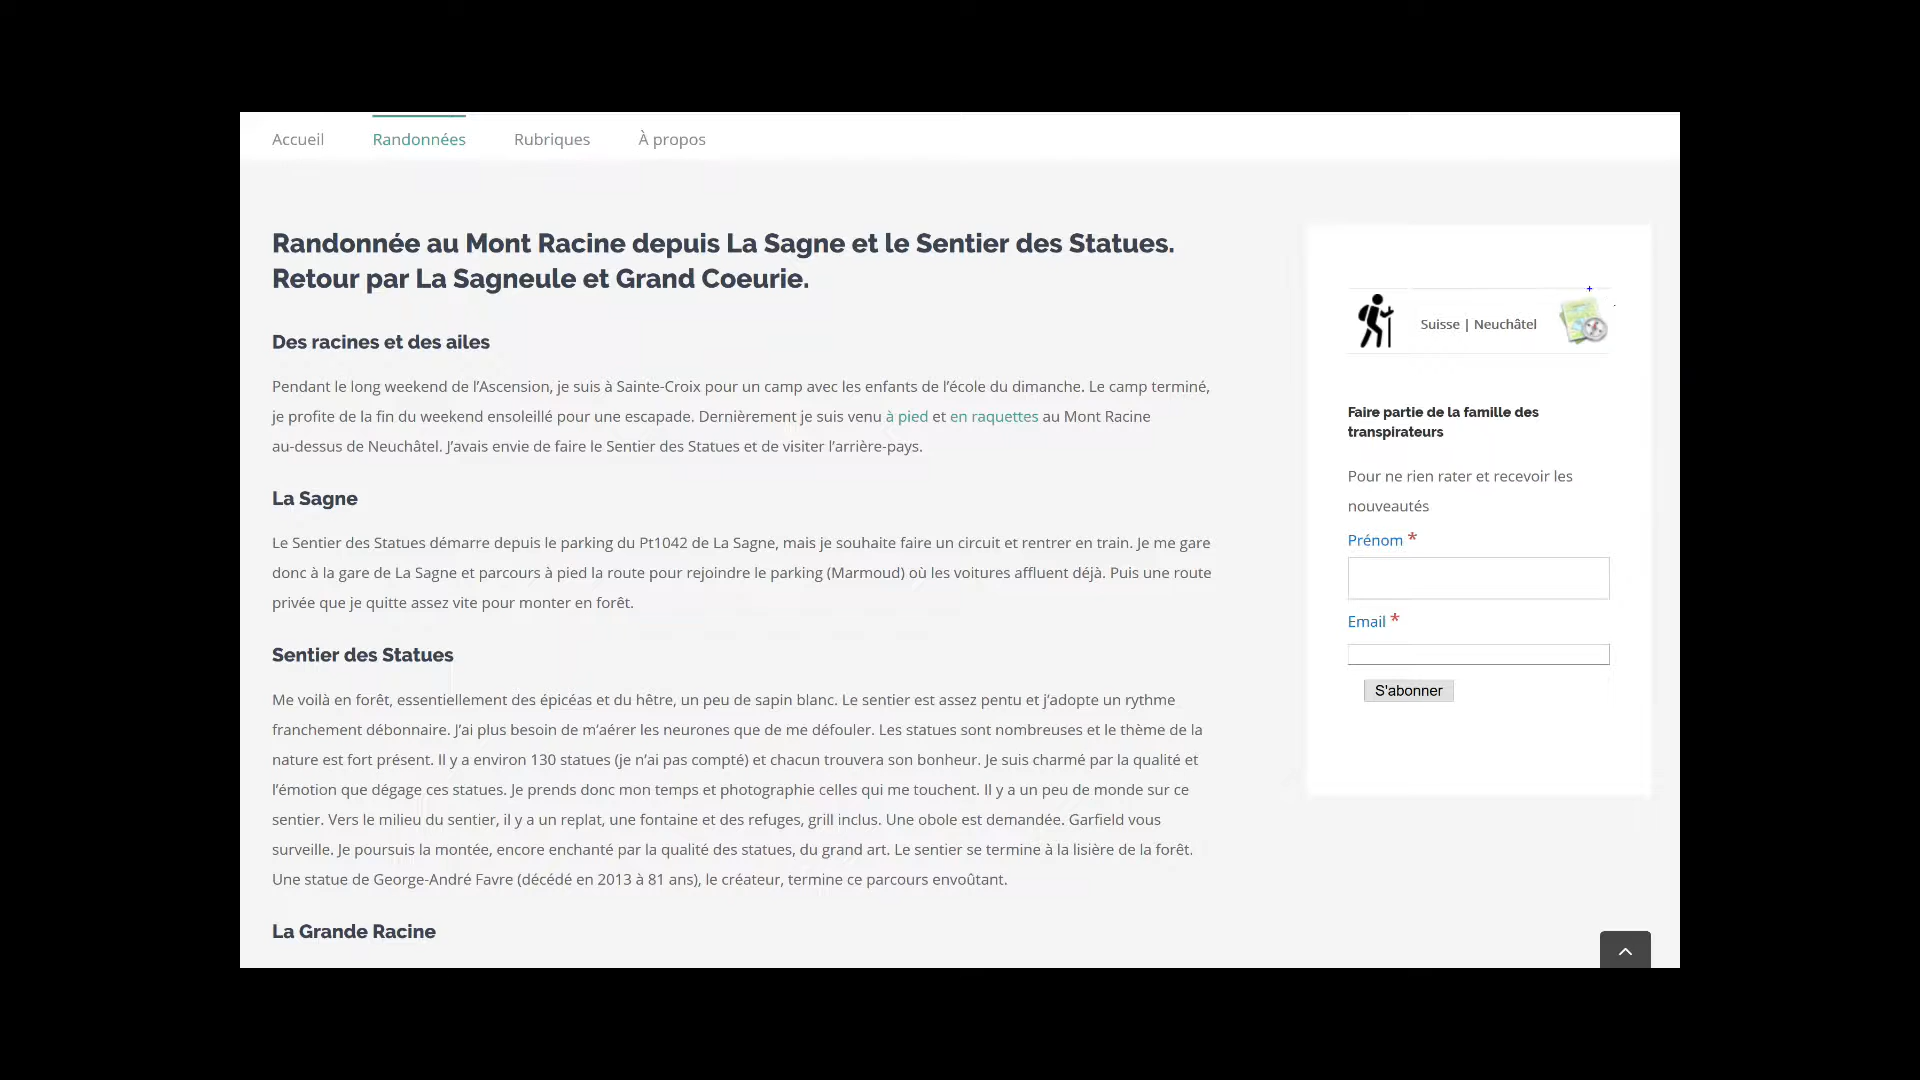 Accueil Randonnées Rubriques À propos
Randonnée au Mont Racine depuis La Sagne et le Sentier des Statues.
Retour par La Sagneule et Grand Coeurie.
Des racines et des ailes
Pendant le long weekend de l’Ascension, je suis à Sainte-Croix pour un camp avec les enfants de l’école du dimanche. Le camp terminé,
je profite de la fin du weekend ensoleillé pour une escapade. Dernièrement je suis venu à pied et en raquettes au Mont Racine
au-dessus de Neuchâtel. J’avais envie de faire le Sentier des Statues et de visiter l’arrière-pays.
La Sagne
Le Sentier des Statues démarre depuis le parking du Pt1042 de La Sagne, mais je souhaite faire un circuit et rentrer en train. Je me gare
donc à la gare de La Sagne et parcours à pied la route pour rejoindre le parking (Marmoud) où les voitures affluent déjà. Puis une route
privée que je quitte assez vite pour monter en forêt.
Sentier des Statues
Me voilà en forêt, essentiellement des épicéas et du hêtre, un peu de sapin blanc. Le sentier est assez pentu et j’adopte un rythme
franchement débonnaire. J’ai plus besoin de m’aérer les neurones que de me défouler. Les statues sont nombreuses et le thème de la
nature est fort présent. Il y a environ 130 statues (je n’ai pas compté) et chacun trouvera son bonheur. Je suis charmé par la qualité et
l’émotion que dégage ces statues. Je prends donc mon temps et photographie celles qui me touchent. Il y a un peu de monde sur ce
sentier. Vers le milieu du sentier, il y a un replat, une fontaine et des refuges, grill inclus. Une obole est demandée. Garfield vous
surveille. Je poursuis la montée, encore enchanté par la qualité des statues, du grand art. Le sentier se termine à la lisière de la forêt.
Une statue de George-André Favre (décédé en 2013 à 81 ans), le créateur, termine ce parcours envoûtant.
La Grande Racine
Suisse | Neuchâtel
Faire partie de la famille des
transpirateurs
Pour ne rien rater et recevoir les
nouveautés
Prénom *
Email *
S'abonner